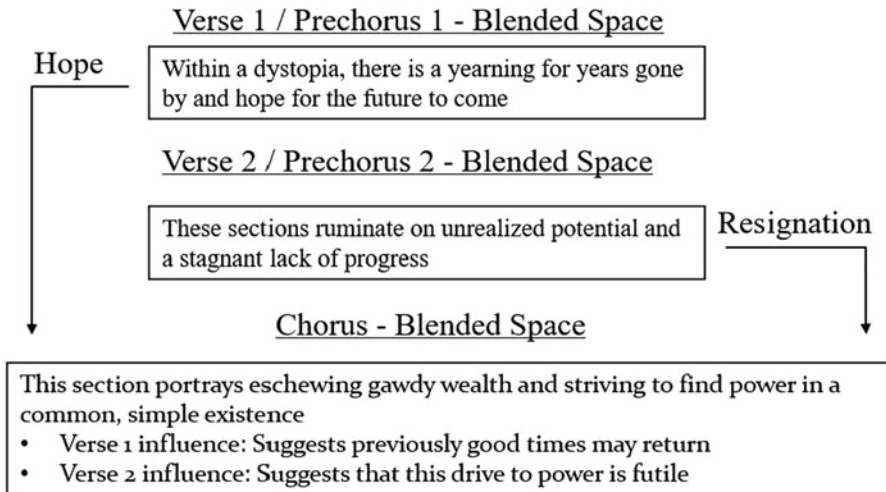 Verse 1 / Prechorus 1 - Blended Space
Hope
Within a dystopia, there is a yearning for years gone
by and hope for the future to come
Verse 2 / Prechorus 2 - Blended Space
These sections ruminate on unrealized potential and
a stagnant lack of progress
Resignation
Chorus - Blended Space
This section portrays eschewing gawdy wealth and striving to find power in a
common, simple existence
• Verse 1 influence: Suggests previously good times may return
• Verse 2 influence: Suggests that this drive to power is futile